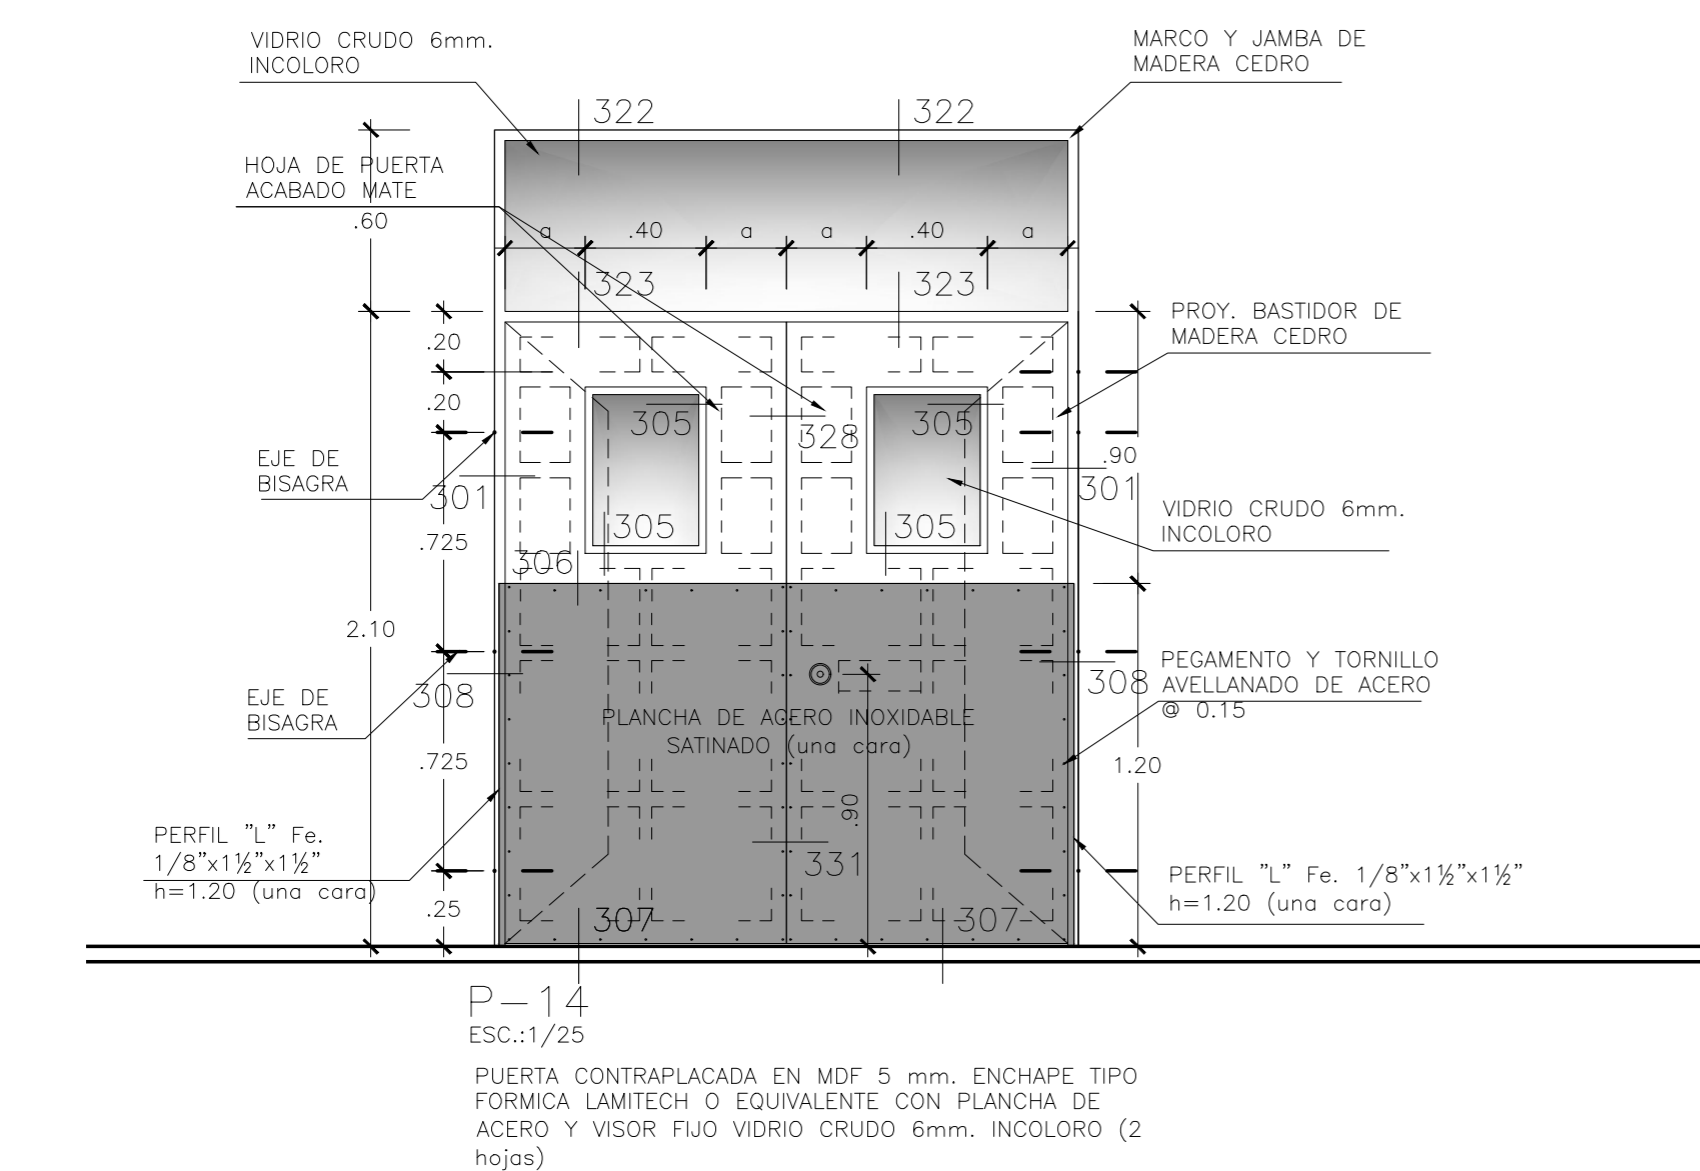 VIDRIO CRUDO 6mm.
INCOLORO
MARCO Y JAMBA DE
MADERA CEDRO
322
322
HOJA DE PUERTA
ACABADO MATE
.60
a
.40
a
a
.40
a
323
323
PROY. BASTIDOR DE
MADERA CEDRO
.20
.20
305
328
305
EJE DE
BISAGRA
.90
301
301
VIDRIO CRUDO 6mm.
INCOLORO
305
305
.725
306
2.10
PEGAMENTO Y TORNILLO
AVELLANADO DE ACERO
@ 0.15
308
308
EJE DE
BISAGRA
PLANCHA DE ACERO INOXIDABLE
SATINADO (una cara)
.725
1.20
.90
PERFIL "L" Fe.
1/8"x1½"x1½"
h=1.20 (una cara)
331
PERFIL "L" Fe. 1/8"x1½"x1½"
h=1.20 (una cara)
.25
307
307
P-14
ESC.:1/25
PUERTA CONTRAPLACADA EN MDF 5 mm. ENCHAPE TIPO
FORMICA LAMITECH O EQUIVALENTE CON PLANCHA DE
ACERO Y VISOR FIJO VIDRIO CRUDO 6mm. INCOLORO (2
hojas)